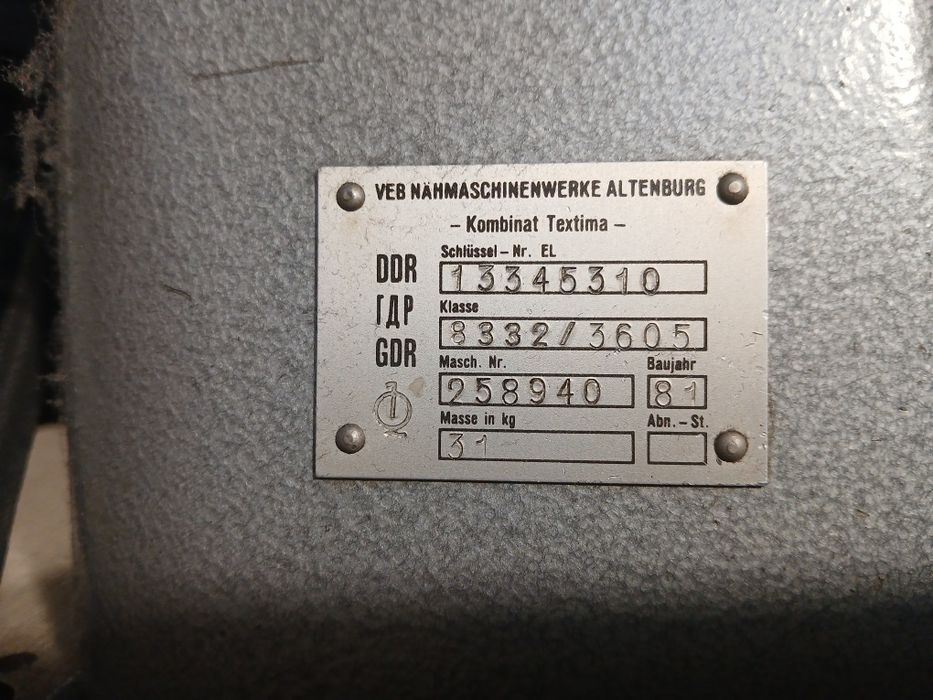 VEB NÄHMASCHINENWERKE ALTENBURG
– Kombinat Textima –
DDR
ГДР
GDR
Schlüssel – Nr. EL
13345310
Klasse
8332/3605
Masch. Nr. Baujahr
258940 81
1
Masse in kg Abn. – St.
31